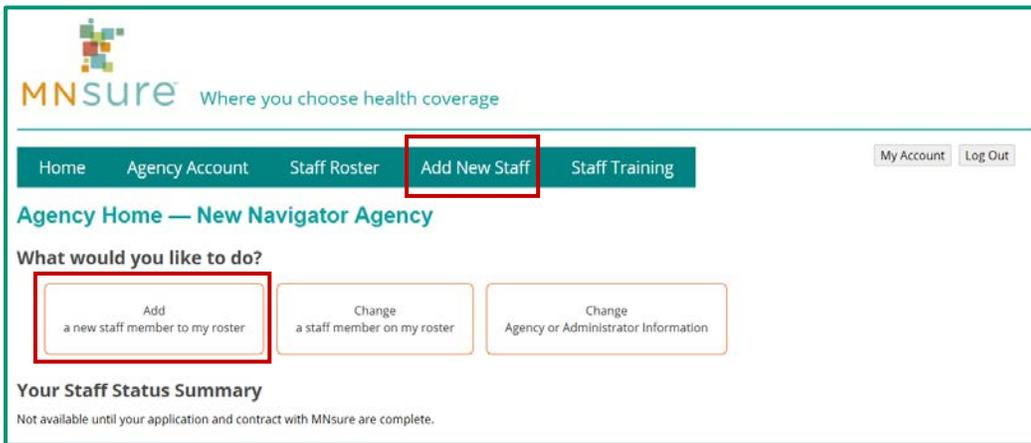 MNsure™ Where you choose health coverage
Home Agency Account Staff Roster Add New Staff Staff Training My Account Log Out
Agency Home — New Navigator Agency
What would you like to do?
Add
a new staff member to my roster
Change
a staff member on my roster
Change
Agency or Administrator Information
Your Staff Status Summary
Not available until your application and contract with MNsure are complete.